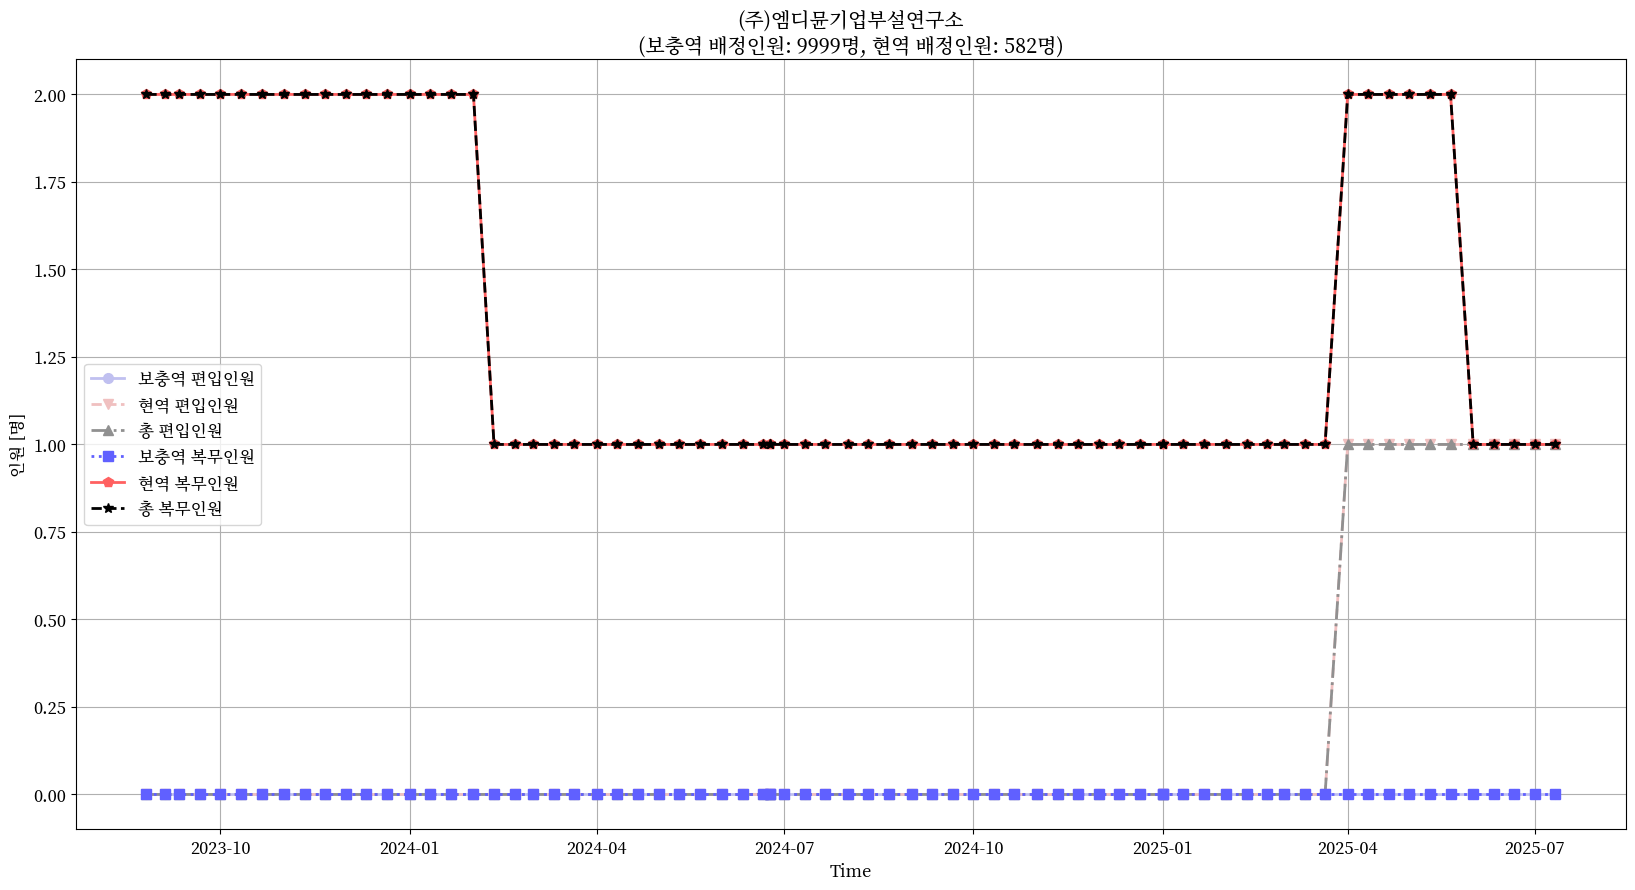 (주)엠디뮨기업부설연구소
(보충역 배정인원: 9999명, 현역 배정인원: 582명)
2.00
1.75
1.50
1.25
1.00
0.75
0.50
0.25
0.00
인원 [명]
보충역 편입인원
현역 편입인원
총 편입인원
보충역 복무인원
현역 복무인원
총 복무인원
2023-10
2024-01
2024-04
2024-07
2024-10
2025-01
2025-04
2025-07
Time